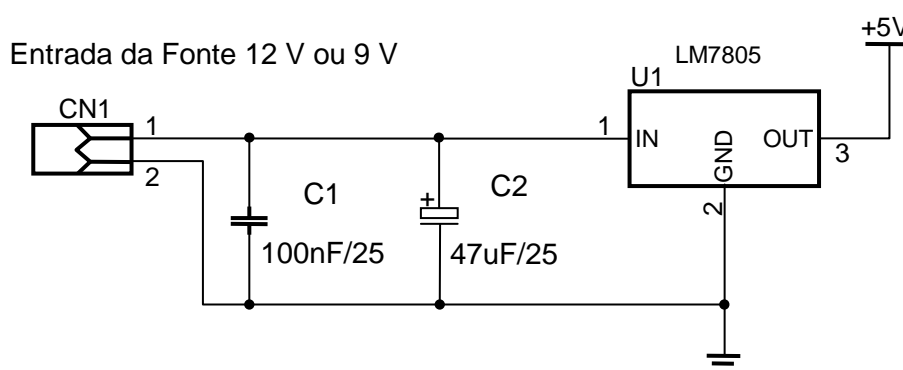 +5V
Entrada da Fonte 12 V ou 9 V
LM7805
U1
CN1
1
1
IN
OUT
3
GND
2
2
C1
C2
+
100nF/25
47uF/25